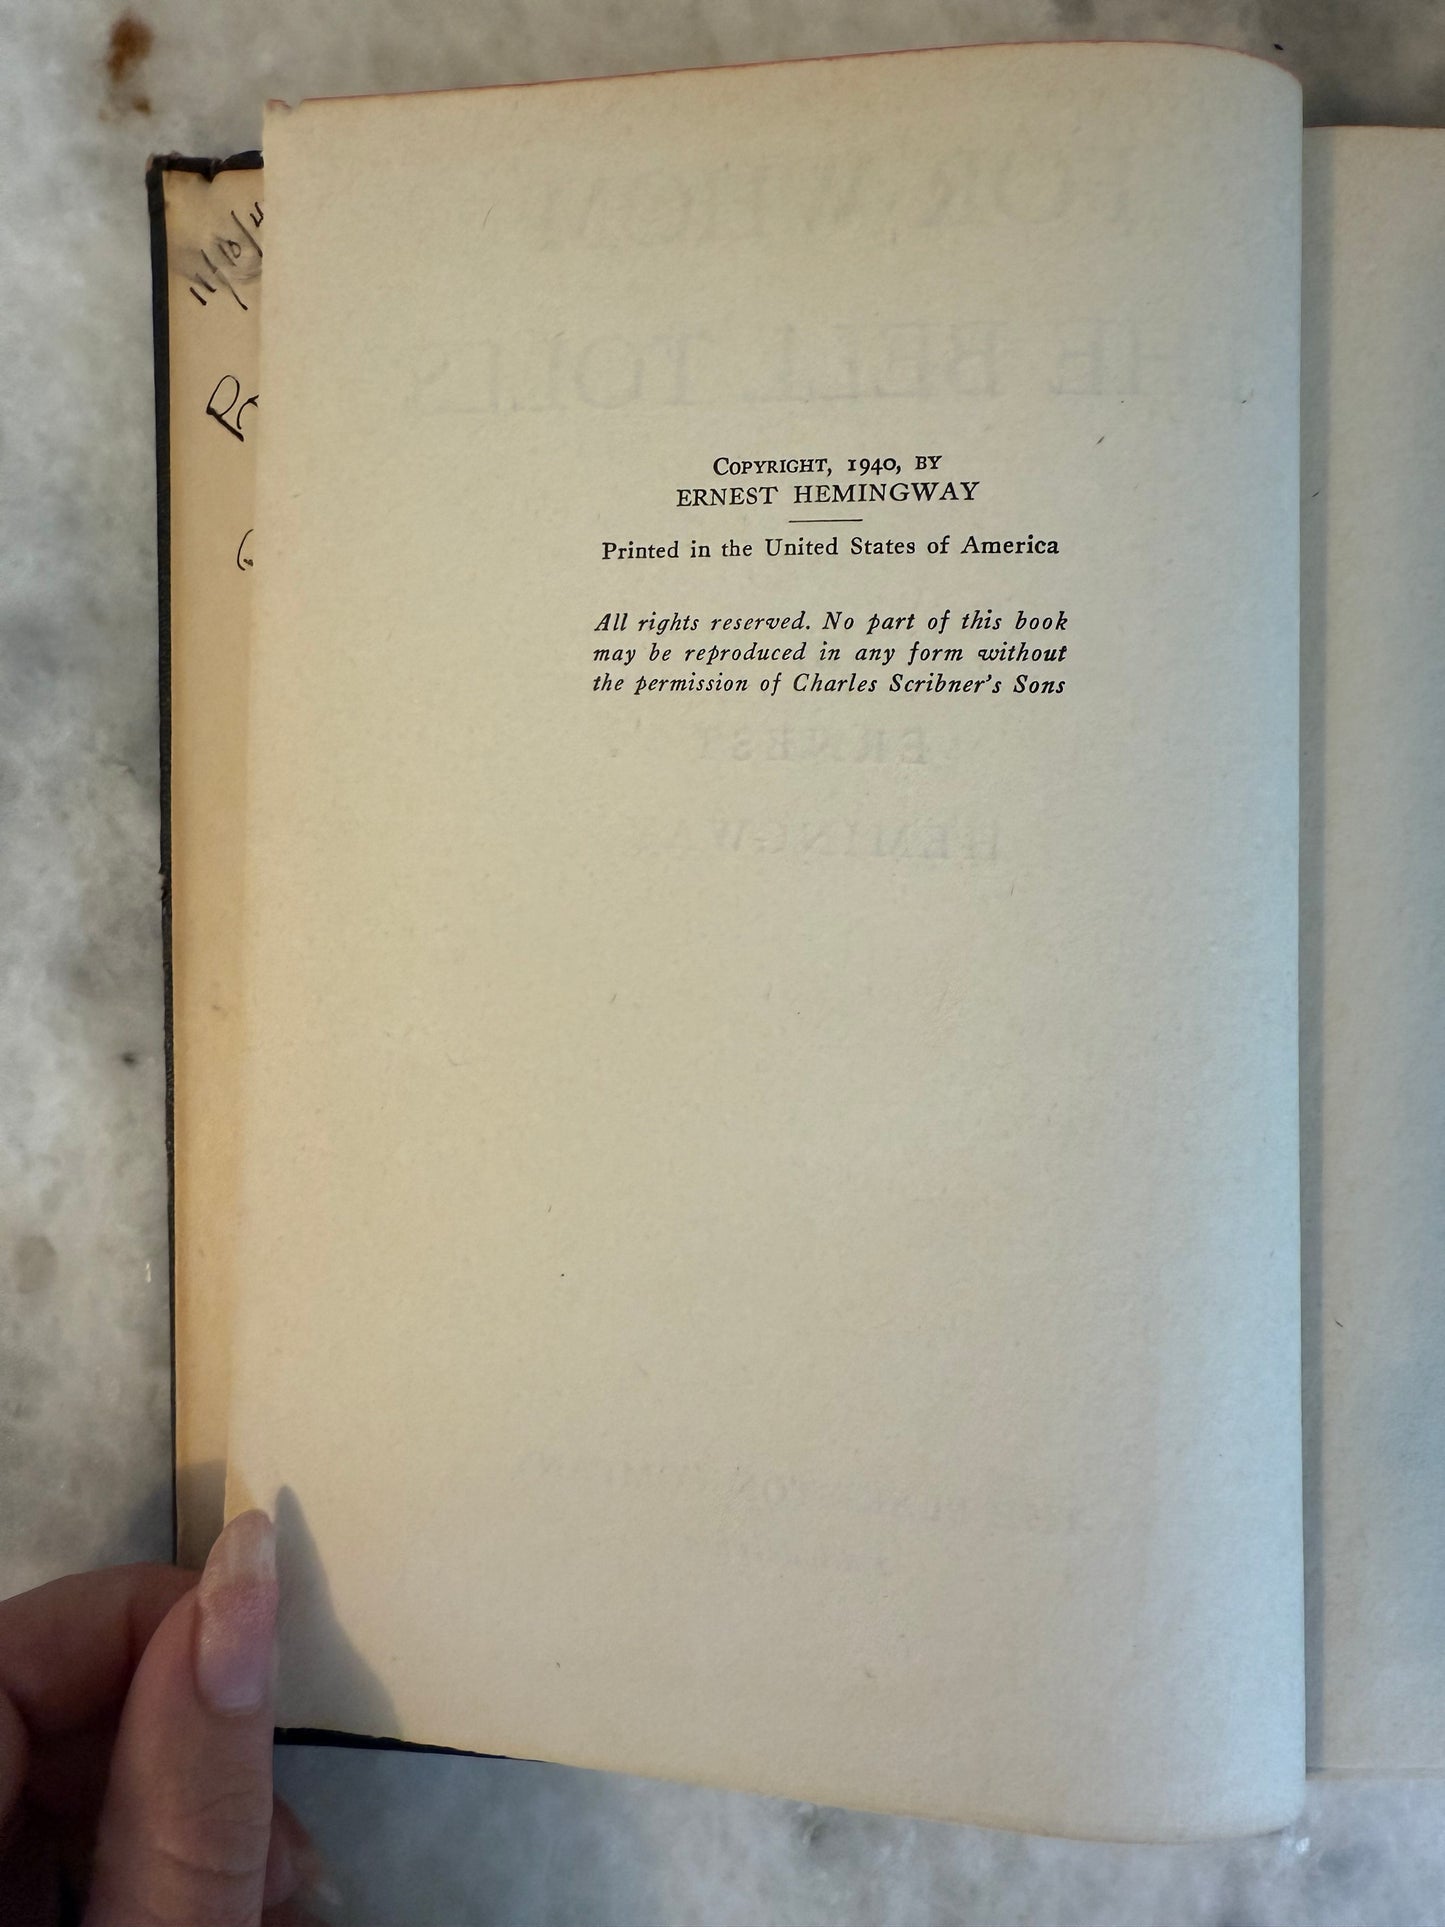 COPYRIGHT, 1940, BY
ERNEST HEMINGWAY
Printed in the United States of America
All rights reserved. No part of this book
may be reproduced in any form without
the permission of Charles Scribner's Sons